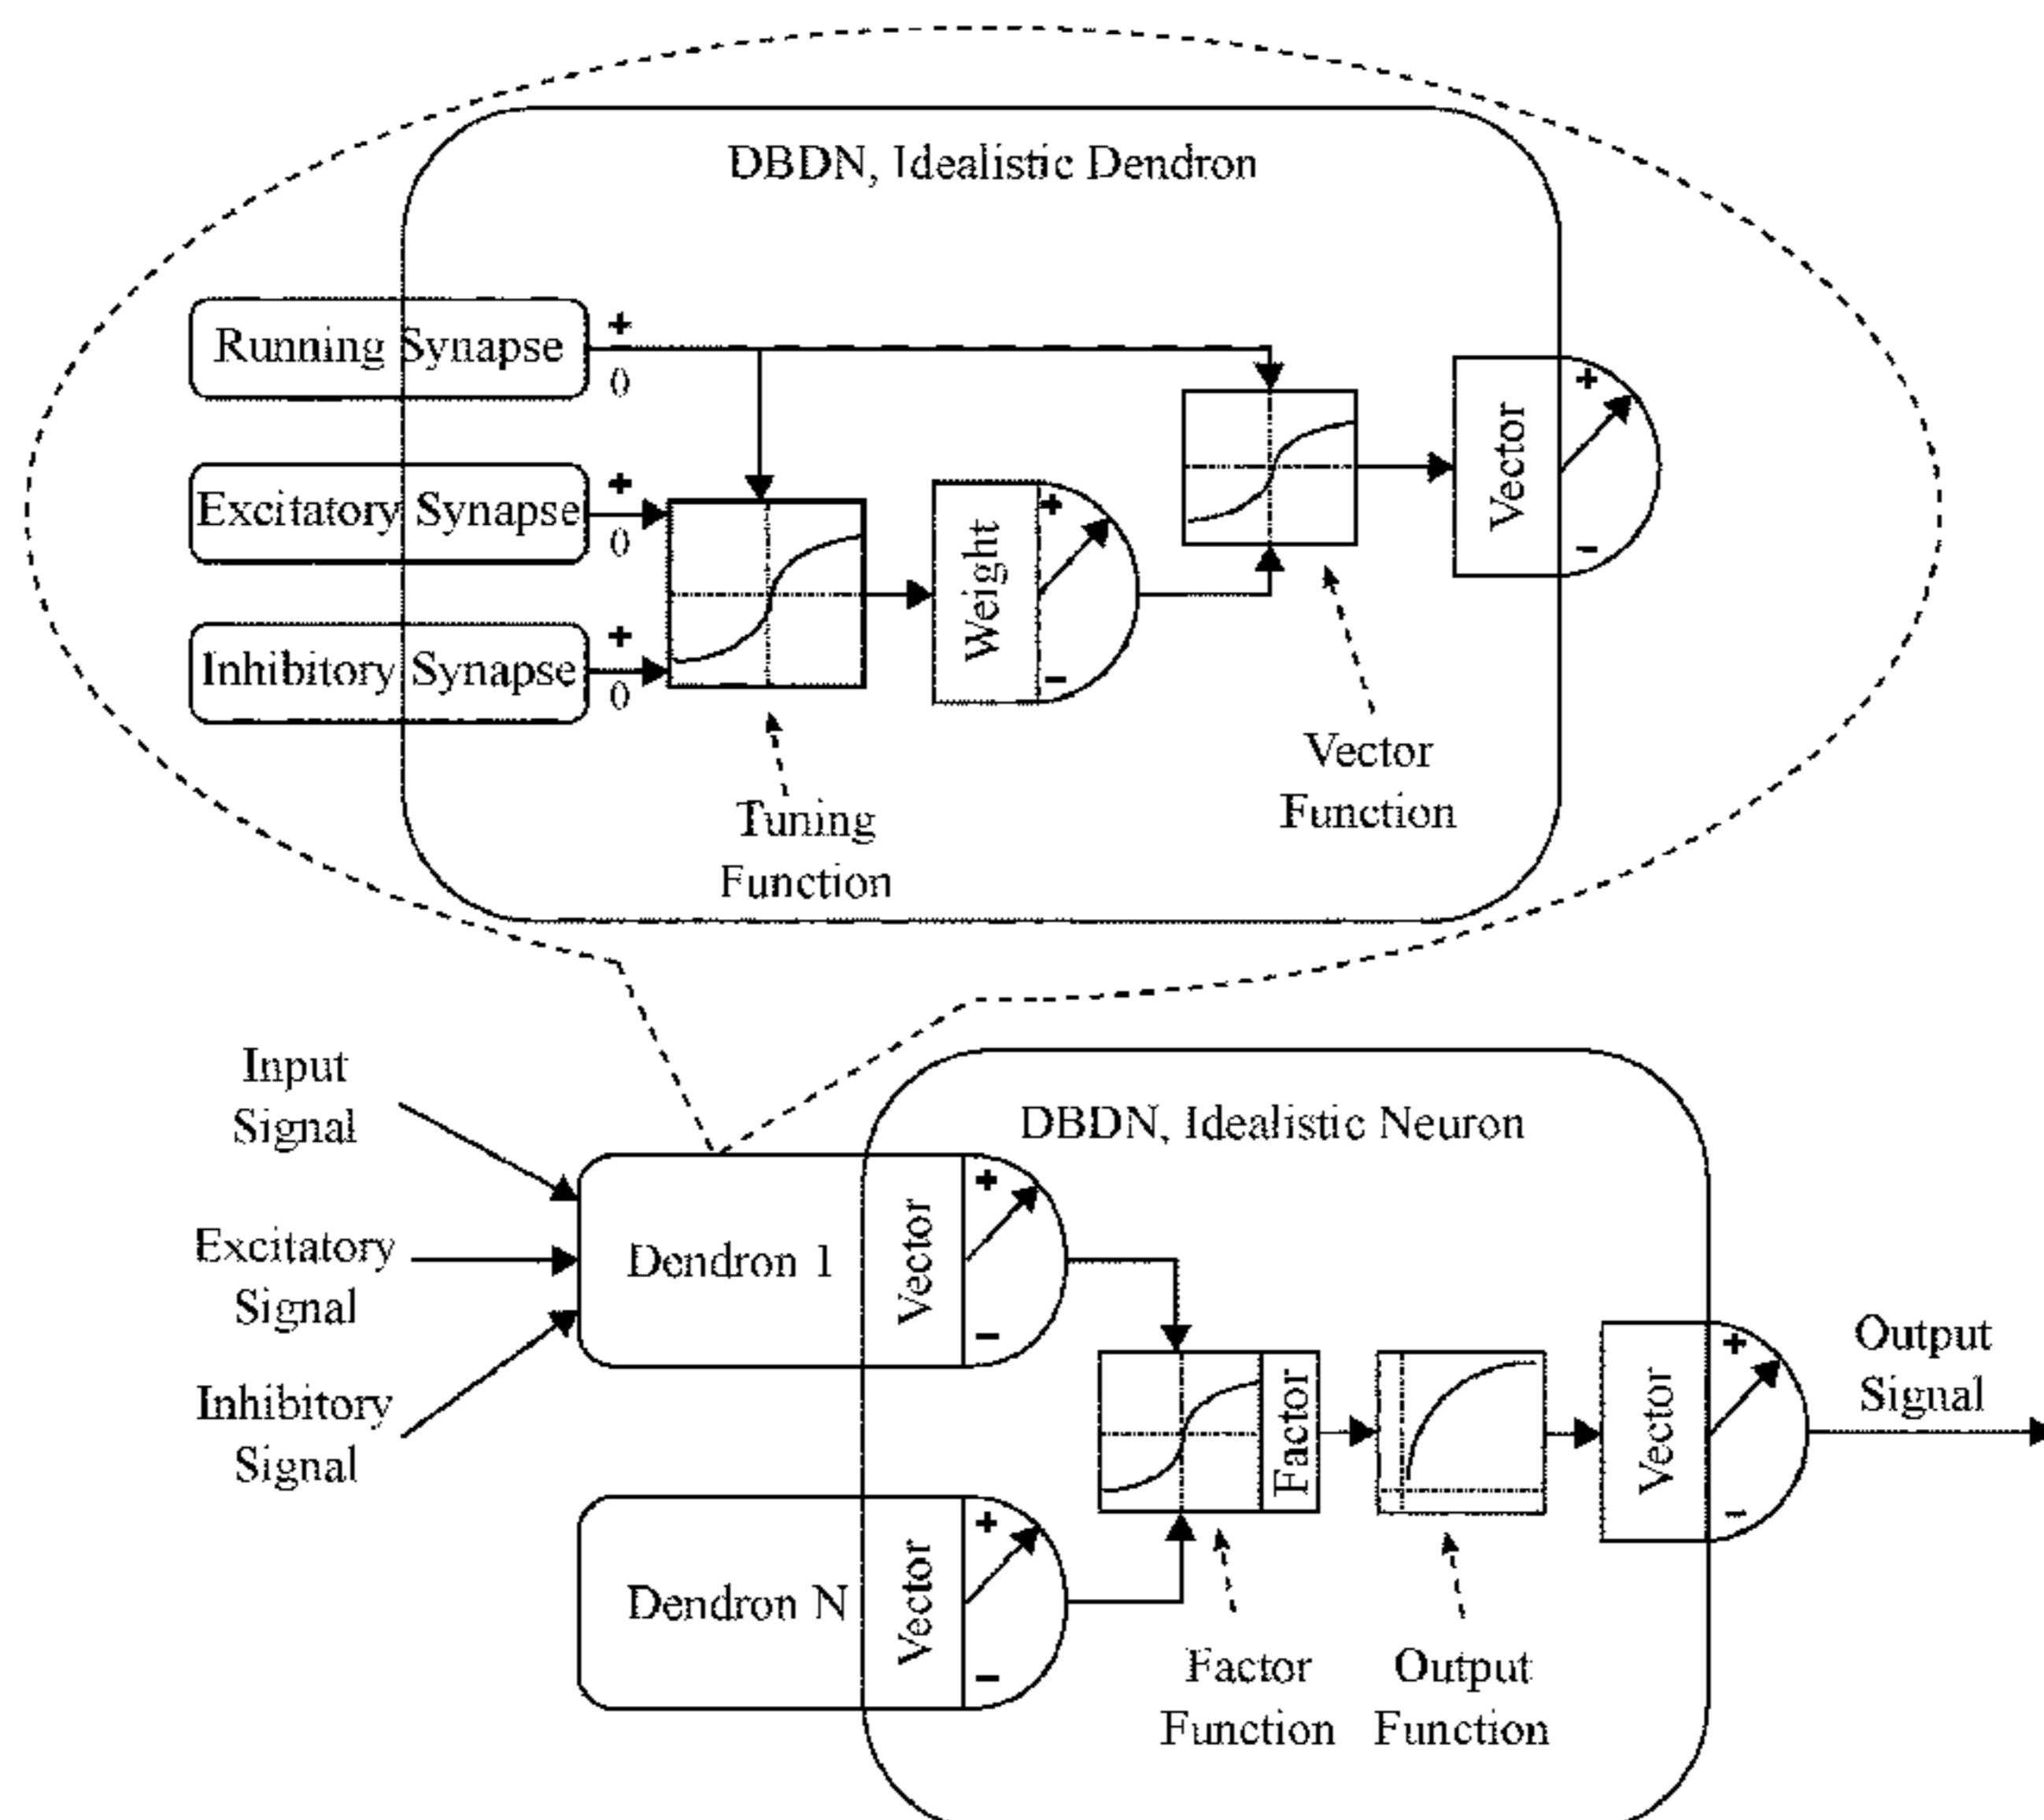 DBDN, Idealistic Dendron
Running Synapse
+
0
Excitatory Synapse
+
0
Inhibitory Synapse
+
0
Weight
+
−
Vector
+
−
Tuning
Function
Vector
Function
Input
Signal
Excitatory
Signal
Inhibitory
Signal
DBDN, Idealistic Neuron
Dendron 1
Vector
+
−
Dendron N
Vector
+
−
Factor
Factor
Function
Output
Function
Vector
+
−
Output
Signal